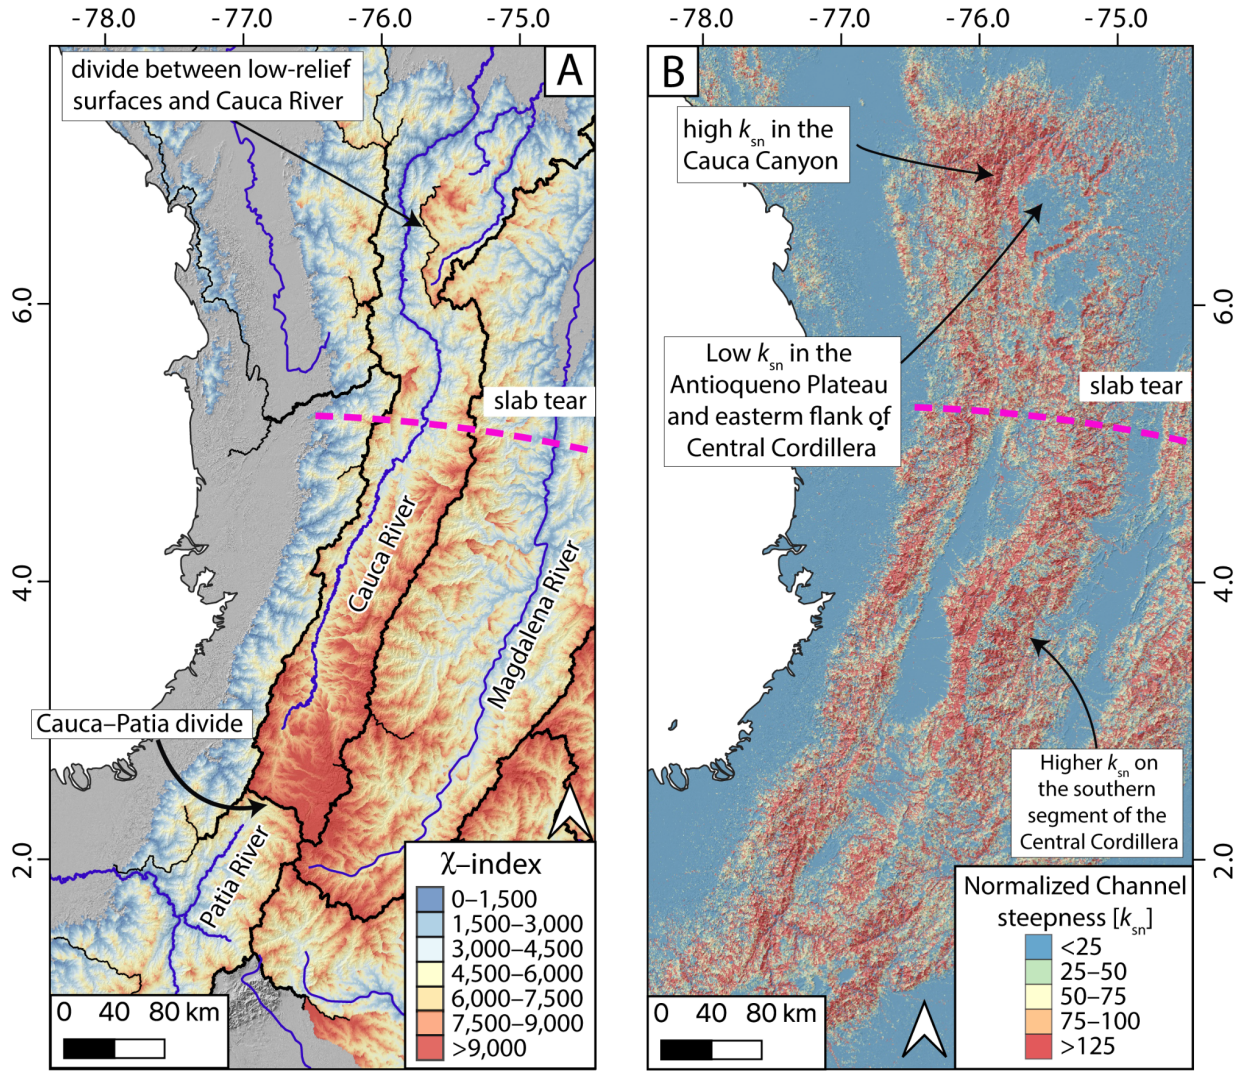 -78.0
-77.0
-76.0
-75.0
-78.0
-77.0
-76.0
-75.0
divide between low-relief
surfaces and Cauca River
A
6.0
slab tear
4.0
Cauca River
Magdalena River
Cauca–Patia divide
2.0
Patia River
χ–index
0–1,500
1,500–3,000
3,000–4,500
4,500–6,000
6,000–7,500
7,500–9,000
>9,000
0 40 80 km
B
high ksn in the
Cauca Canyon
6.0
Low ksn in the
Antioqueno Plateau
and easterm flank of
Central Cordillera
slab tear
4.0
Higher ksn on
the southern
segment of the
Central Cordillera
2.0
Normalized Channel
steepness [ksn]
<25
25–50
50–75
75–100
>125
0 40 80 km